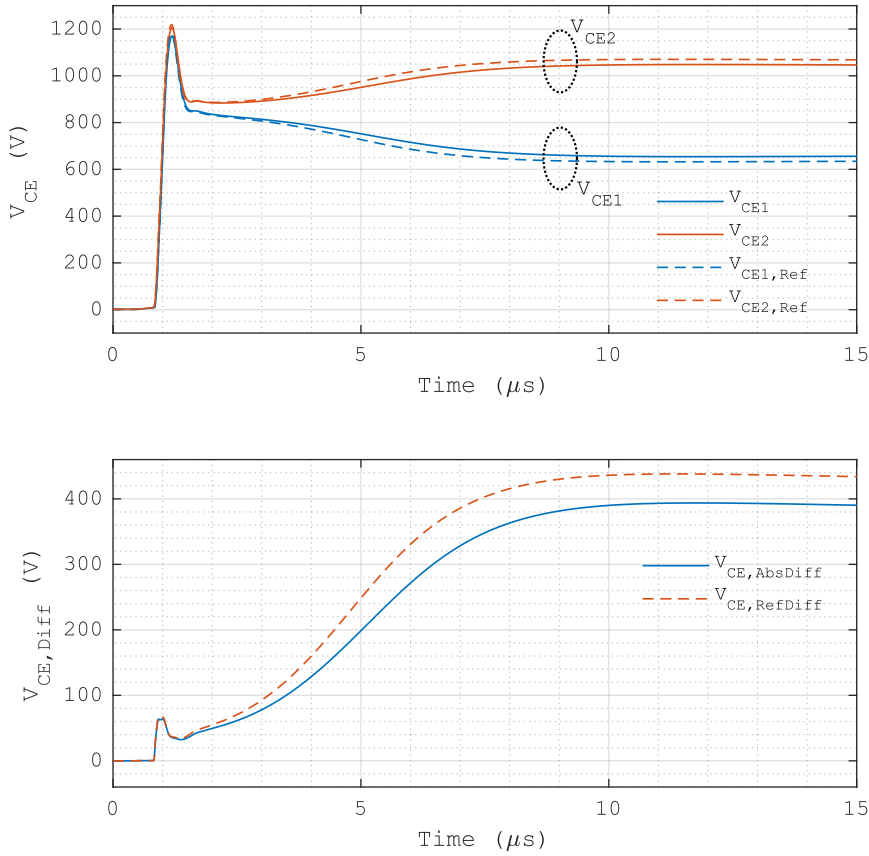 1200
1000
800
600
400
200
0
V_CE (V)
V_CE2
V_CE1
V_CE1
V_CE2
V_CE1,Ref
V_CE2,Ref
0 5 10 15
Time (μs)
400
300
200
100
0
V_CE,Diff (V)
V_CE,AbsDiff
V_CE,RefDiff
0 5 10 15
Time (μs)